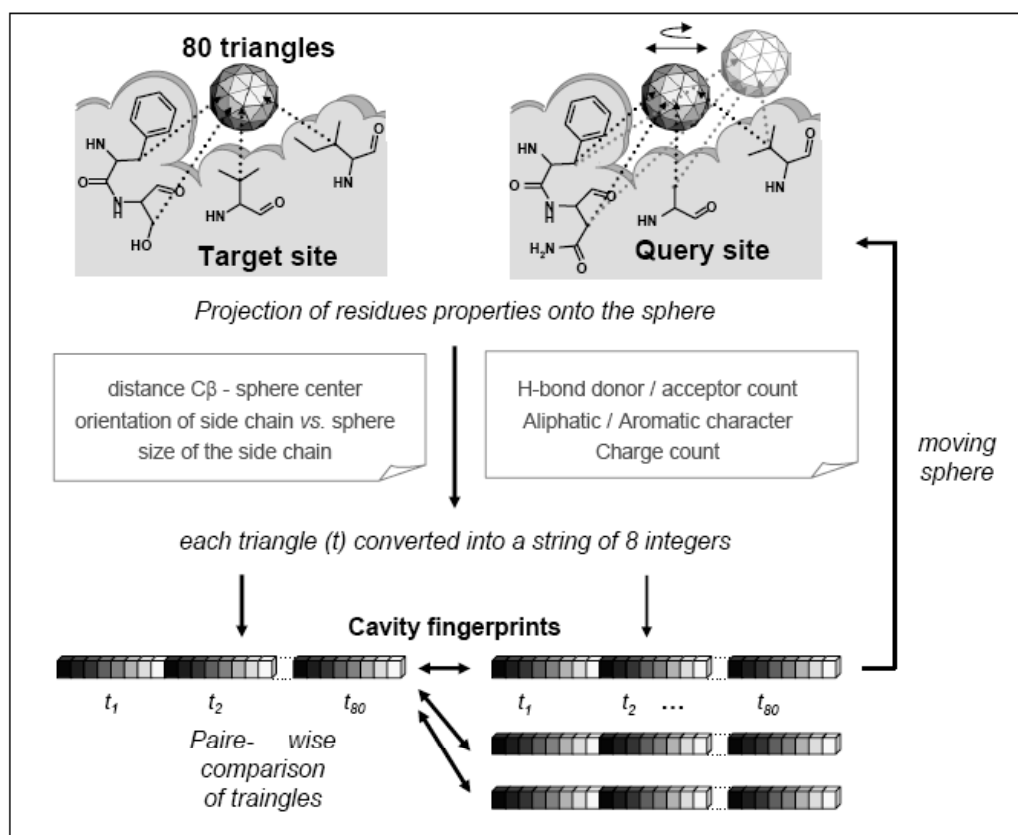 80 triangles
HN
O
N
H
O
HO
HN
O
O
HN
Target site
HN
O
N
H
O
H₂N
O
HN
O
O
HN
Query site
Projection of residues properties onto the sphere
distance Cβ - sphere center
orientation of side chain vs. sphere
size of the side chain
H-bond donor / acceptor count
Aliphatic / Aromatic character
Charge count
moving
sphere
each triangle (t) converted into a string of 8 integers
Cavity fingerprints
t₁ t₂ t₈₀
t₁ t₂ ... t₈₀
Paire- wise
comparison
of traingles